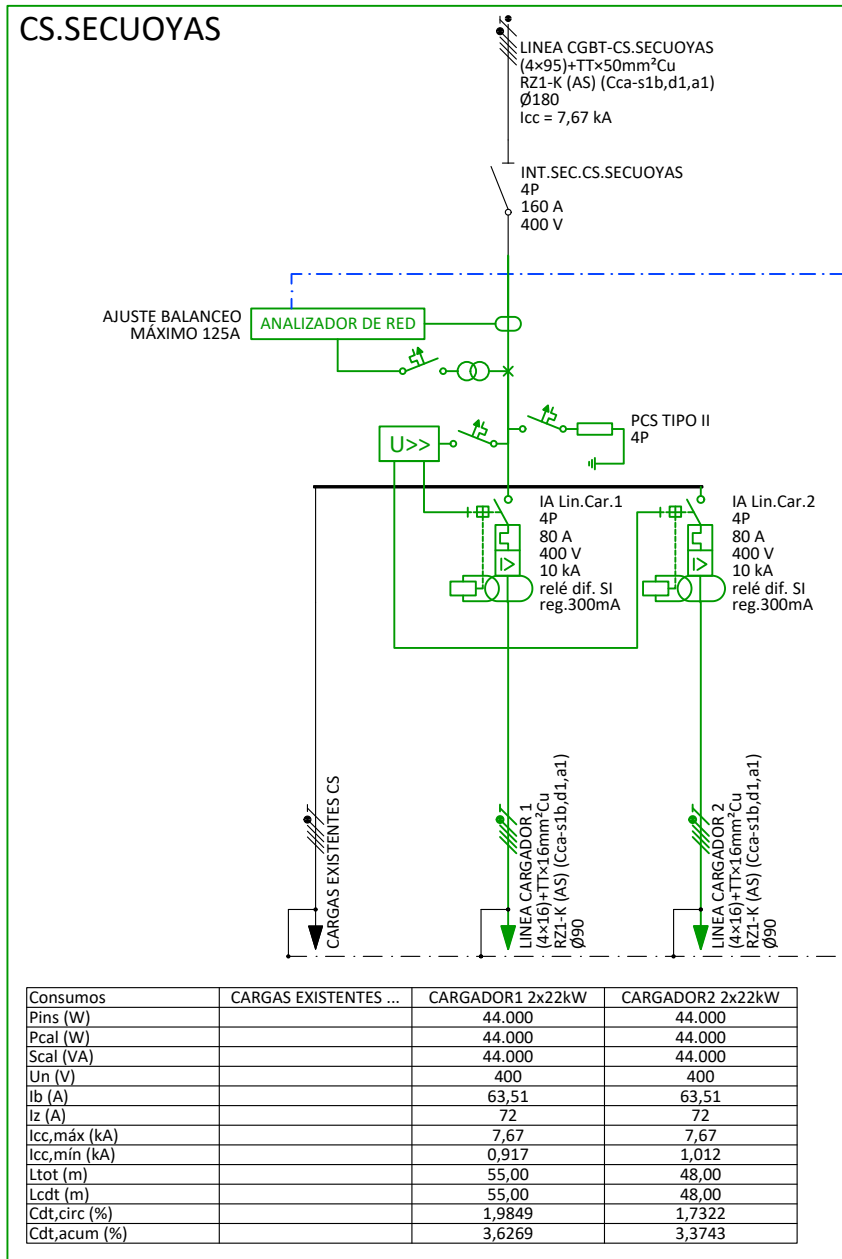 CS.SECUOYAS
LINEA CGBT-CS.SECUOYAS
(4×95)+TT×50mm²Cu
RZ1-K (AS) (Cca-s1b,d1,a1)
Ø180
Icc = 7,67 kA
INT.SEC.CS.SECUOYAS
4P
160 A
400 V
AJUSTE BALANCEO
MÁXIMO 125A
ANALIZADOR DE RED
PCS TIPO II
4P
U>>
IA Lin.Car.1
4P
80 A
400 V
10 kA
relé dif. SI
reg.300mA
I>
IA Lin.Car.2
4P
80 A
400 V
10 kA
relé dif. SI
reg.300mA
I>
CARGAS EXISTENTES CS
LINEA CARGADOR 1
(4×16)+TT×16mm²Cu
RZ1-K (AS) (Cca-s1b,d1,a1)
Ø90
LINEA CARGADOR 2
(4×16)+TT×16mm²Cu
RZ1-K (AS) (Cca-s1b,d1,a1)
Ø90
Consumos CARGAS EXISTENTES ... CARGADOR1 2x22kW CARGADOR2 2x22kW
Pins (W) 44.000 44.000
Pcal (W) 44.000 44.000
Scal (VA) 44.000 44.000
Un (V) 400 400
Ib (A) 63,51 63,51
Iz (A) 72 72
Icc,máx (kA) 7,67 7,67
Icc,mín (kA) 0,917 1,012
Ltot (m) 55,00 48,00
Lcdt (m) 55,00 48,00
Cdt,circ (%) 1,9849 1,7322
Cdt,acum (%) 3,6269 3,3743